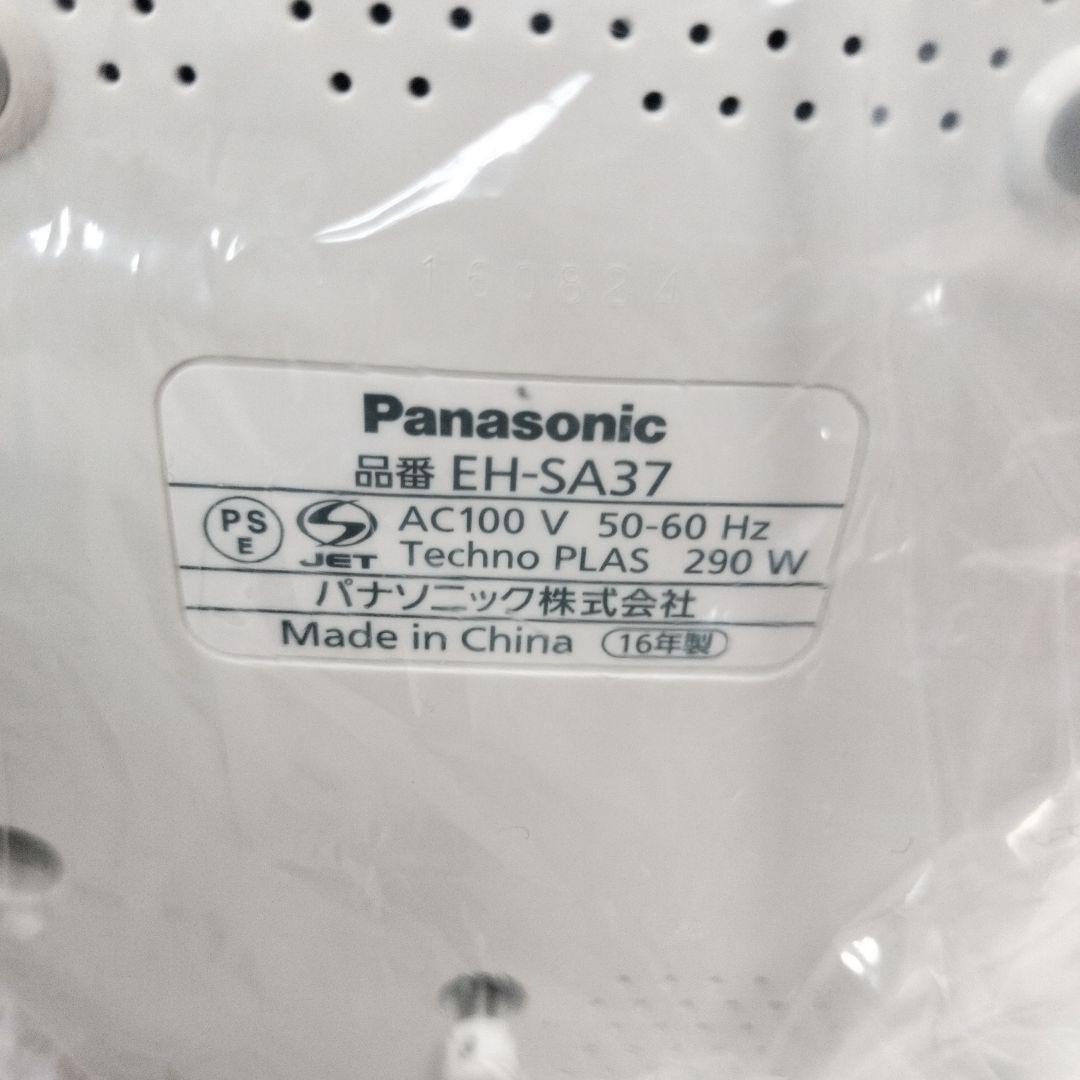 160824
Panasonic
品番 EH-SA37
PSE JET AC100 V 50-60 Hz
Techno PLAS 290 W
パナソニック株式会社
Made in China 16年製